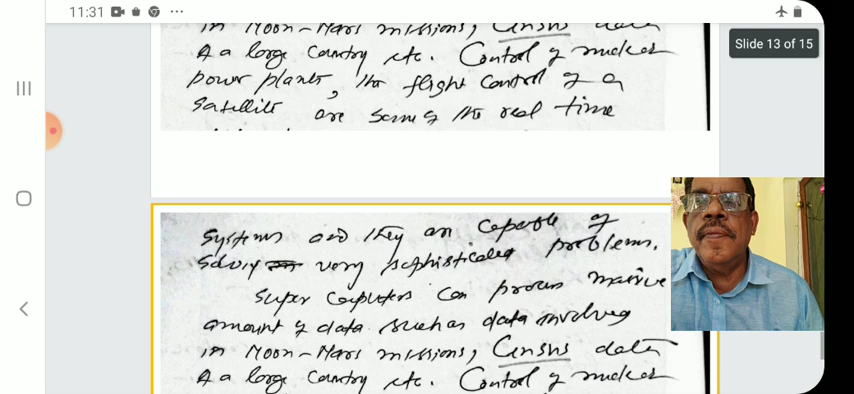 11:31
Slide 13 of 15
in Moon-Mars missions, Census data
of a large country etc. Control of nuclear
power plants, the flight control of a
satellite are some of the real time
systems and they are capable of
solving very sophisticated problems.
Super computers can process massive
amount of data such as data involving
in Moon-Mars missions, Census data
of a large country etc. Control of nuclear